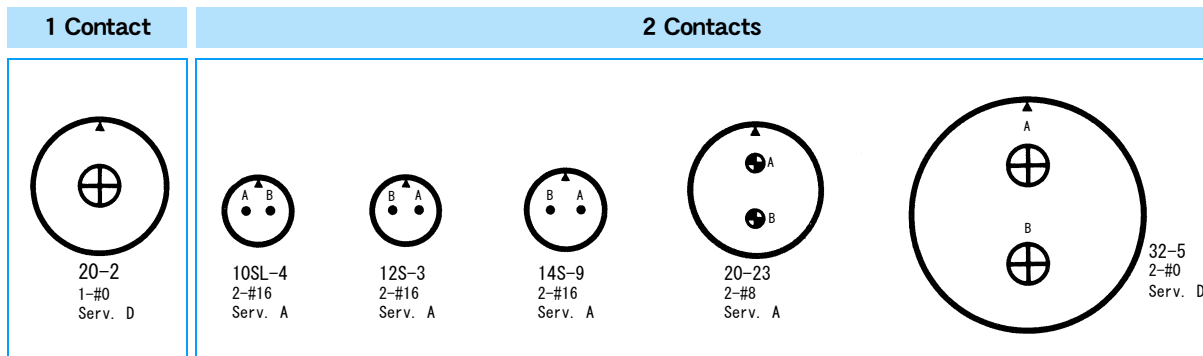 1 Contact
2 Contacts
20-2
1-#0
Serv. D
A B
10SL-4
2-#16
Serv. A
B A
12S-3
2-#16
Serv. A
B A
14S-9
2-#16
Serv. A
A
B
20-23
2-#8
Serv. A
A
B
32-5
2-#0
Serv. D